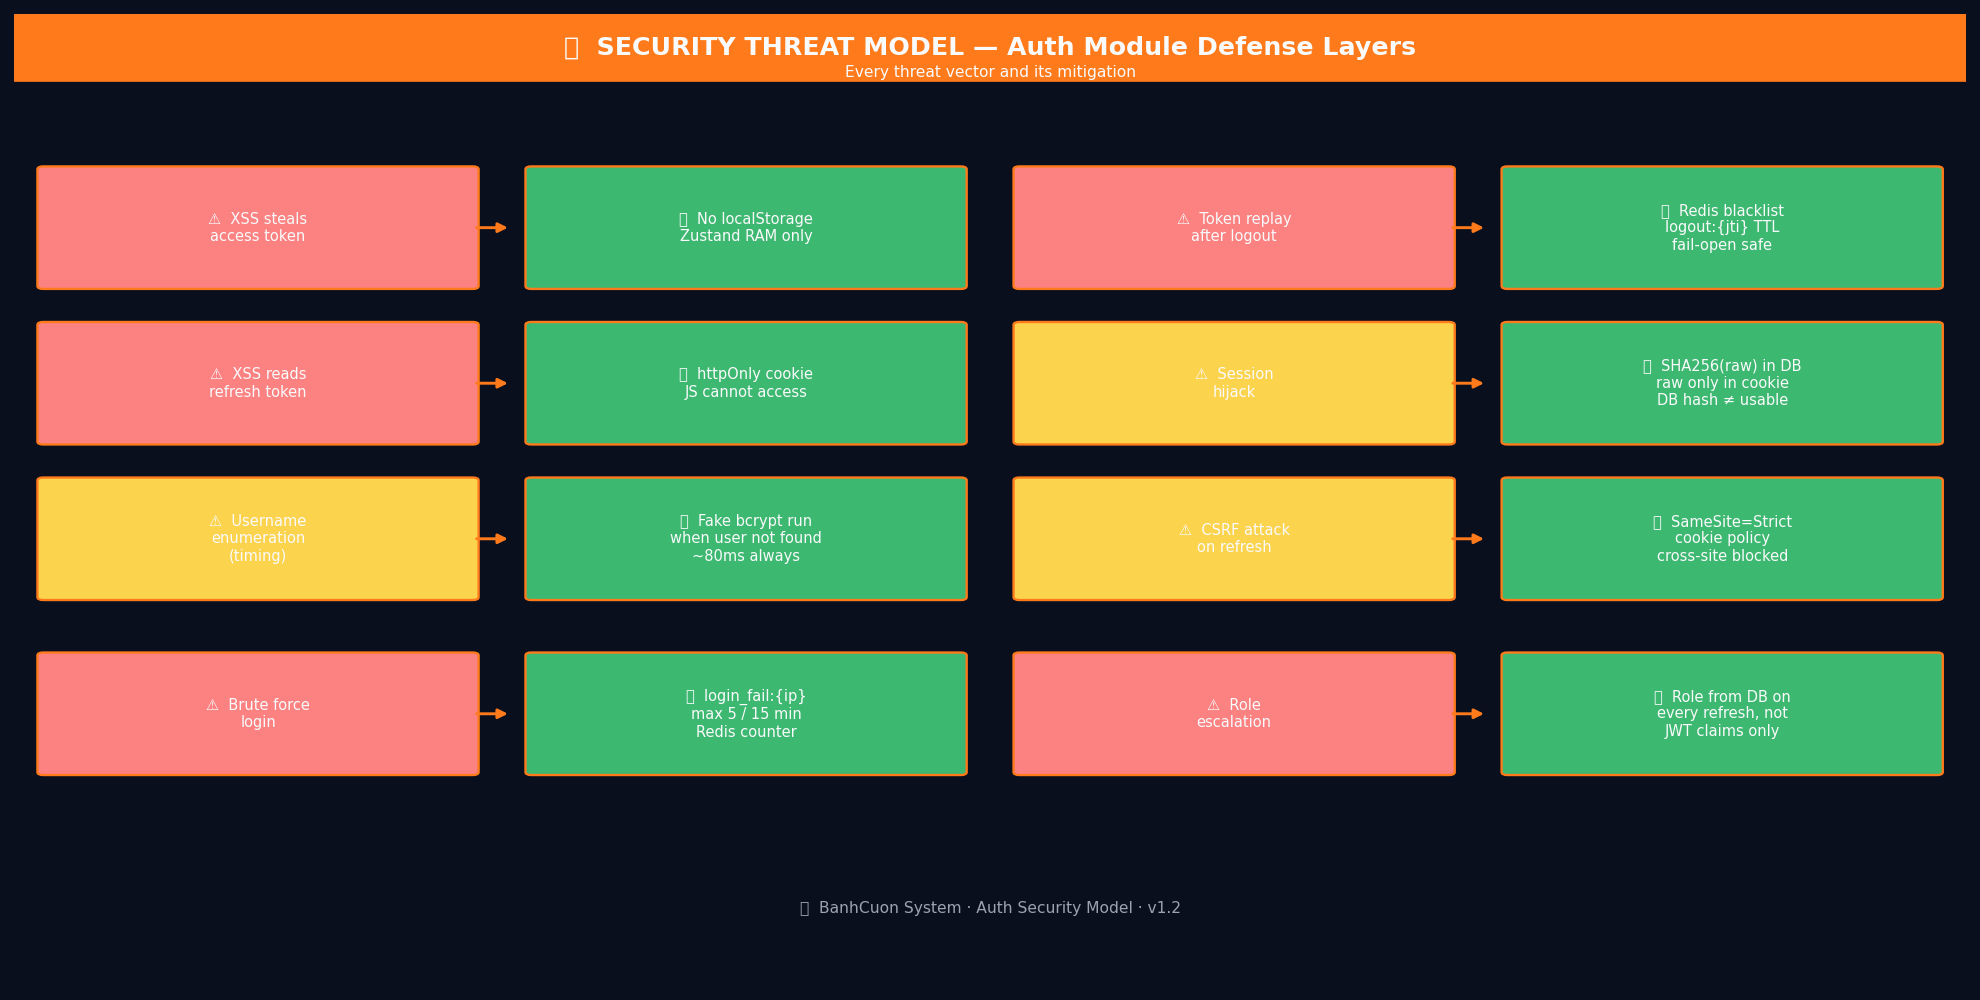 SECURITY THREAT MODEL — Auth Module Defense Layers
Every threat vector and its mitigation
⚠ XSS steals
access token
No localStorage
Zustand RAM only
⚠ Token replay
after logout
Redis blacklist
logout:{jti} TTL
fail-open safe
⚠ XSS reads
refresh token
httpOnly cookie
JS cannot access
⚠ Session
hijack
SHA256(raw) in DB
raw only in cookie
DB hash ≠ usable
⚠ Username
enumeration
(timing)
Fake bcrypt run
when user not found
~80ms always
⚠ CSRF attack
on refresh
SameSite=Strict
cookie policy
cross-site blocked
⚠ Brute force
login
login_fail:{ip}
max 5 / 15 min
Redis counter
⚠ Role
escalation
Role from DB on
every refresh, not
JWT claims only
BanhCuon System · Auth Security Model · v1.2